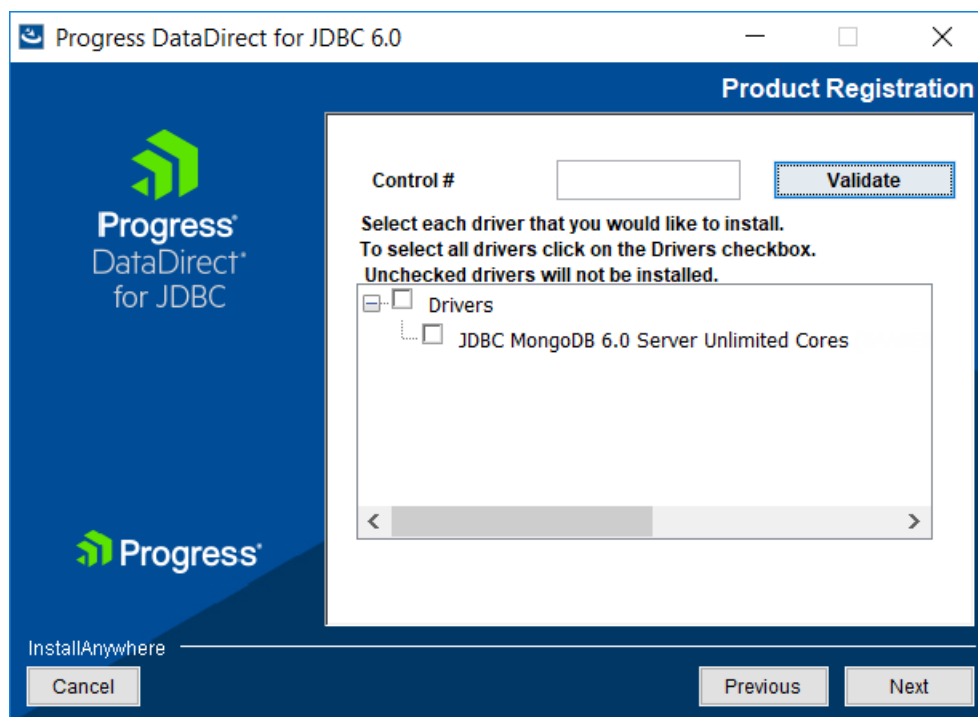 Progress DataDirect for JDBC 6.0
Product Registration
Progress
DataDirect
for JDBC
Control #
Validate
Select each driver that you would like to install.
To select all drivers click on the Drivers checkbox.
Unchecked drivers will not be installed.
Drivers
JDBC MongoDB 6.0 Server Unlimited Cores
Progress
InstallAnywhere
Cancel
Previous
Next